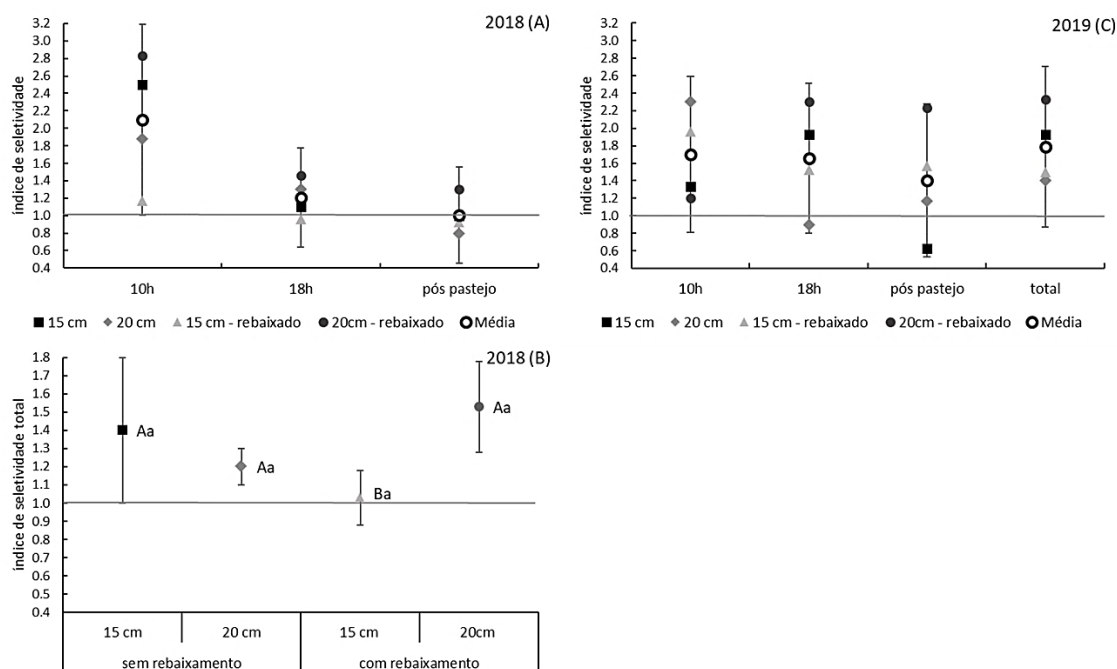 2018 (A)
índice de seletividade
3.2
3.0
2.8
2.6
2.4
2.2
2.0
1.8
1.6
1.4
1.2
1.0
0.8
0.6
0.4
10h 18h pós pastejo
15 cm 20 cm 15 cm - rebaixado 20cm - rebaixado Média
2019 (C)
índice de seletividade
3.2
3.0
2.8
2.6
2.4
2.2
2.0
1.8
1.6
1.4
1.2
1.0
0.8
0.6
0.4
10h 18h pós pastejo total
15 cm 20 cm 15 cm - rebaixado 20cm - rebaixado Média
2018 (B)
índice de seletividade total
1.8
1.7
1.6
1.5
1.4
1.3
1.2
1.1
1.0
0.9
0.8
0.7
0.6
0.5
0.4
Aa
Aa
Ba
Aa
15 cm 20 cm 15 cm 20cm
sem rebaixamento com rebaixamento